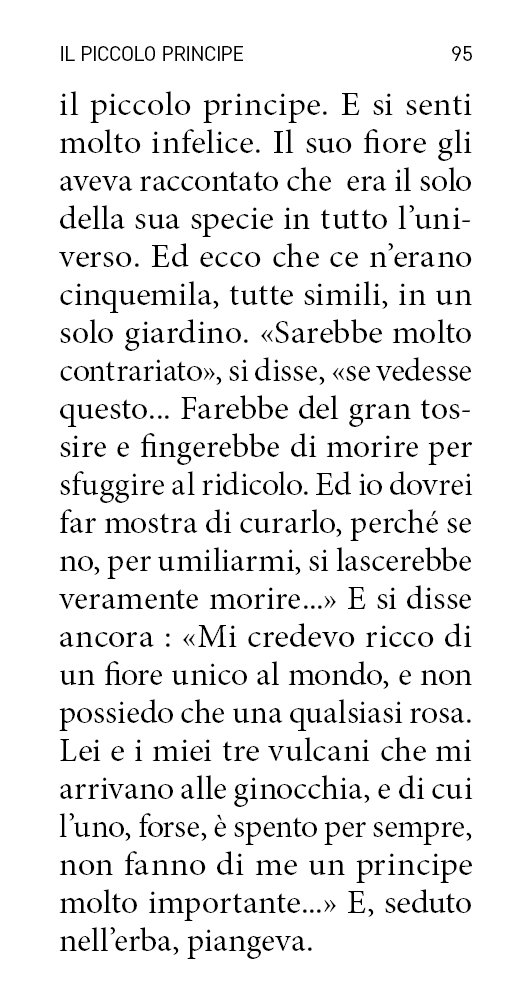 IL PICCOLO PRINCIPE 95
il piccolo principe. E si sentì
molto infelice. Il suo fiore gli
aveva raccontato che era il solo
della sua specie in tutto l'uni-
verso. Ed ecco che ce n'erano
cinquemila, tutte simili, in un
solo giardino. «Sarebbe molto
contrariato», si disse, «se vedesse
questo... Farebbe del gran tos-
sire e fingerebbe di morire per
sfuggire al ridicolo. Ed io dovrei
far mostra di curarlo, perché se
no, per umiliarmi, si lascerebbe
veramente morire...» E si disse
ancora : «Mi credevo ricco di
un fiore unico al mondo, e non
possiedo che una qualsiasi rosa.
Lei e i miei tre vulcani che mi
arrivano alle ginocchia, e di cui
l'uno, forse, è spento per sempre,
non fanno di me un principe
molto importante...» E, seduto
nell'erba, piangeva.